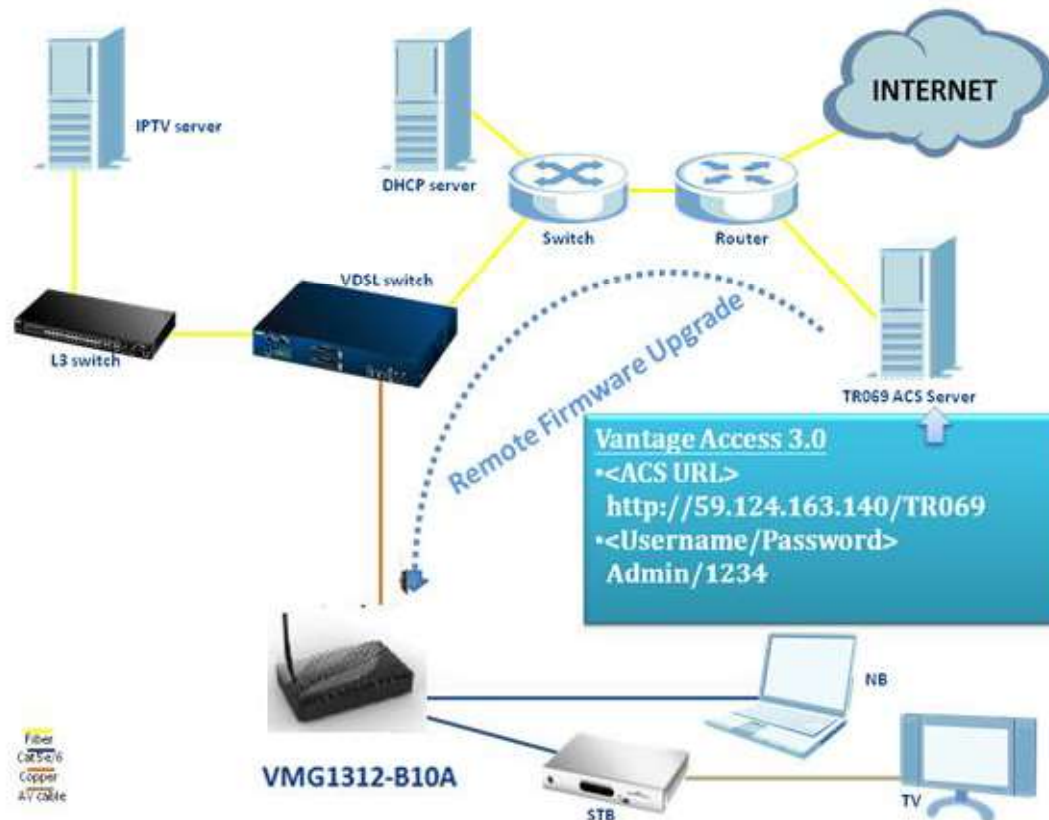 IPTV server
DHCP server
INTERNET
Switch
Router
VDSL switch
L3 switch
Remote Firmware Upgrade
TR069 ACS Server
Vantage Access 3.0
•<ACS URL>
http://59.124.163.140/TR069
•<Username/Password>
Admin/1234
NB
VMG1312-B10A
STB
TV
Fiber
Cat5e/6
Copper
AV cable